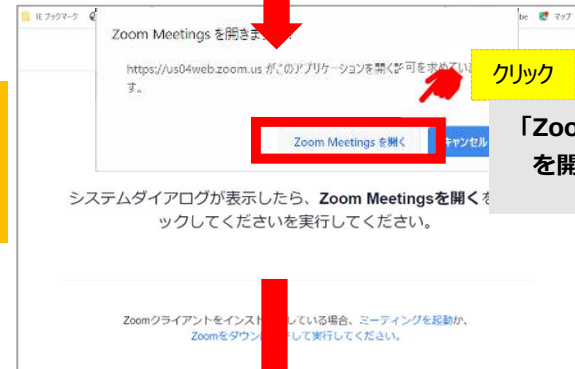 IE ブックマーク
be マップ
Zoom Meetings を開きま
https://us04web.zoom.us がこのアプリケーションを開く許可を求めてい
す。
クリック
Zoom Meetings を開く
キャンセル
「Zoo
を開
システムダイアログが表示したら、Zoom Meetingsを開くを
ックしてくださいを実行してください。
Zoomクライアントをインスト している場合、ミーティングを起動か、
Zoomをダウン して実行してください。